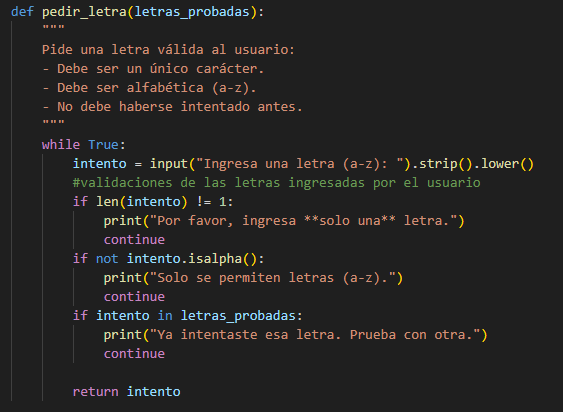 def pedir_letra(letras_probadas):
    """
    Pide una letra válida al usuario:
    - Debe ser un único carácter.
    - Debe ser alfabética (a-z).
    - No debe haberse intentado antes.
    """
    while True:
        intento = input("Ingresa una letra (a-z): ").strip().lower()
        #validaciones de las letras ingresadas por el usuario
        if len(intento) != 1:
            print("Por favor, ingresa **solo una** letra.")
            continue
        if not intento.isalpha():
            print("Solo se permiten letras (a-z).")
            continue
        if intento in letras_probadas:
            print("Ya intentaste esa letra. Prueba con otra.")
            continue

        return intento